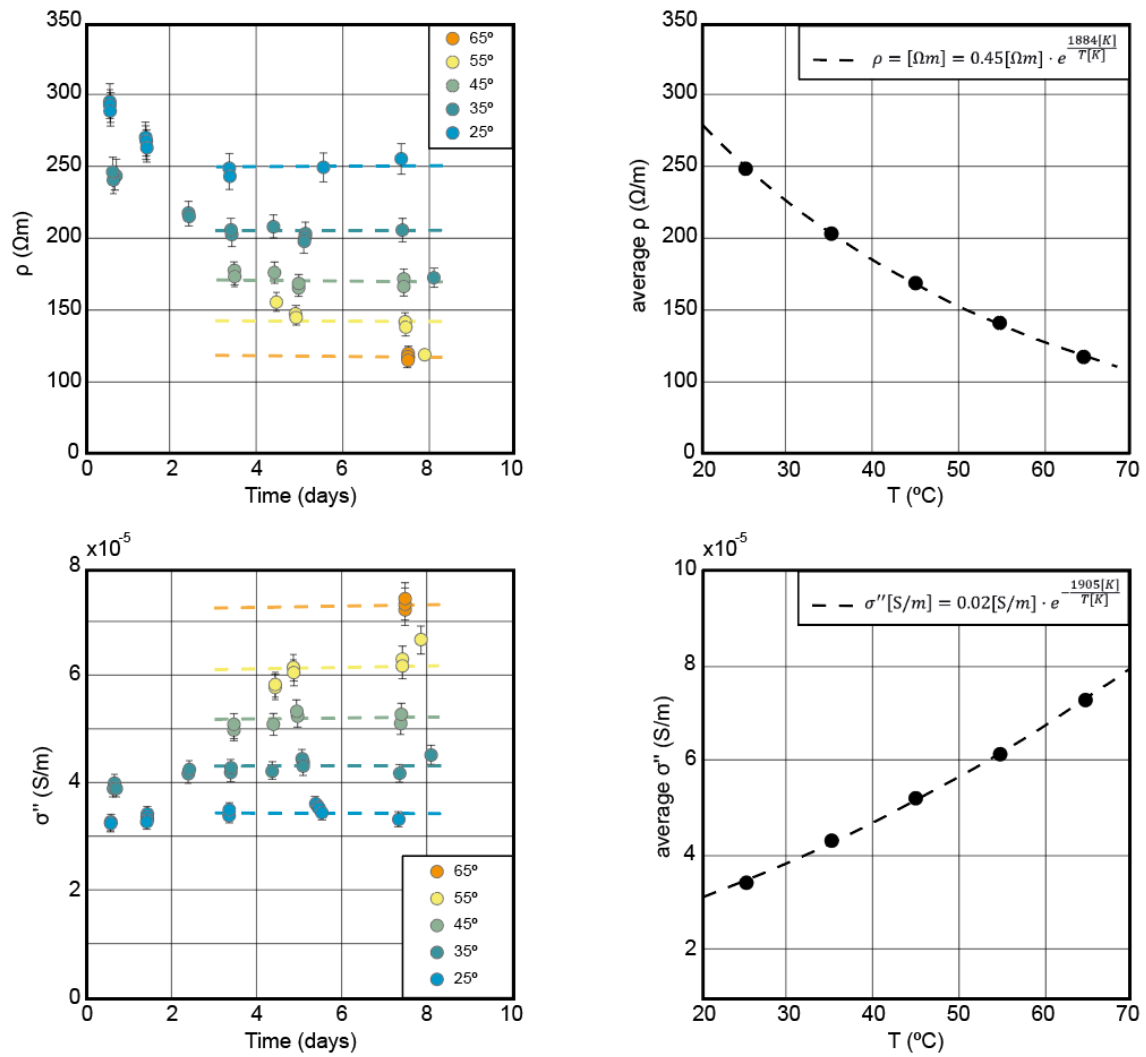 350
300
250
200
150
100
50
0
ρ (Ωm)
0 2 4 6 8 10
Time (days)
65º
55º
45º
35º
25º
350
300
250
200
150
100
50
0
average ρ (Ω/m)
20 30 40 50 60 70
T (ºC)
ρ = [Ωm] = 0.45[Ωm] · e^(1884[K]/T[K])
x10-5
8
6
4
2
0
σ'' (S/m)
0 2 4 6 8 10
Time (days)
65º
55º
45º
35º
25º
x10-5
10
8
6
4
2
average σ'' (S/m)
20 30 40 50 60 70
T (ºC)
σ''[S/m] = 0.02[S/m] · e^(-1905[K]/T[K])